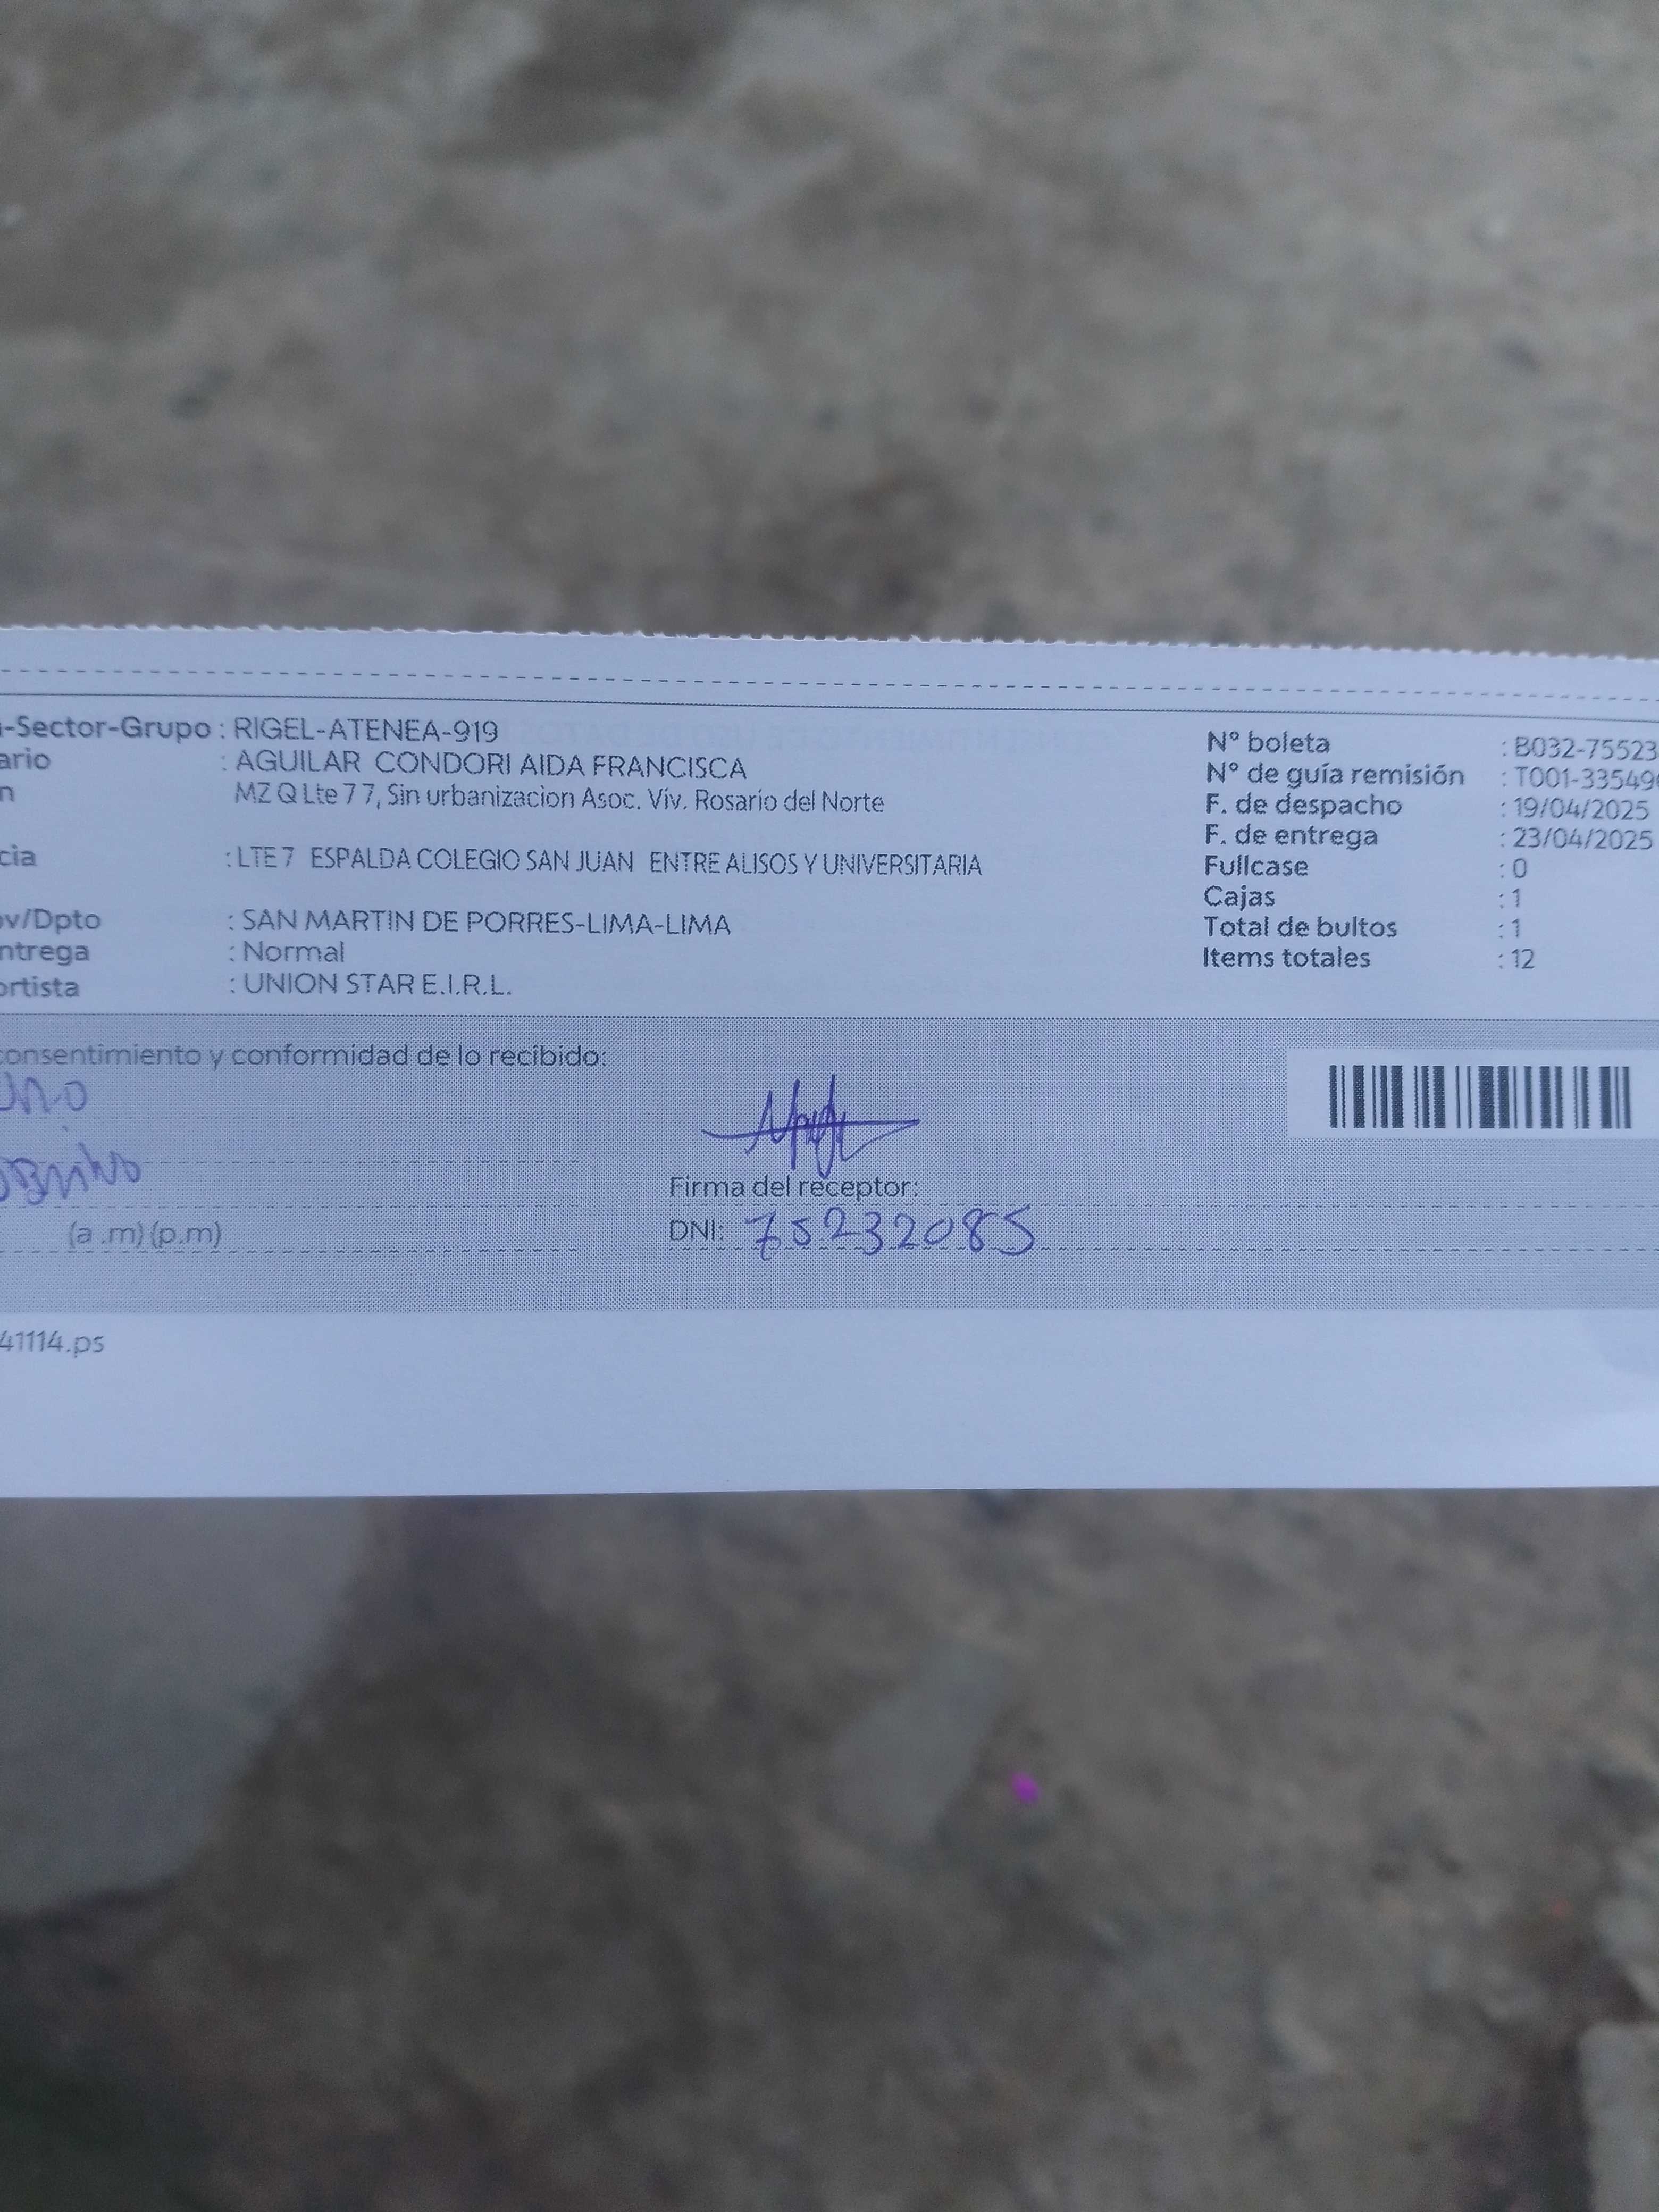 -Sector-Grupo : RIGEL-ATENEA-919
ario : AGUILAR CONDORI AIDA FRANCISCA
n MZ Q Lte 7 7, Sin urbanizacion Asoc. Viv. Rosario del Norte
cia : LTE 7 ESPALDA COLEGIO SAN JUAN ENTRE ALISOS Y UNIVERSITARIA
ov/Dpto : SAN MARTIN DE PORRES-LIMA-LIMA
ntrega : Normal
ortista : UNION STAR E.I.R.L.
N° boleta : B032-75523
N° de guía remisión : T001-33549
F. de despacho : 19/04/2025
F. de entrega : 23/04/2025
Fullcase : 0
Cajas : 1
Total de bultos : 1
Items totales : 12
consentimiento y conformidad de lo recibido:
(a .m) (p.m)
Firma del receptor:
DNI: 75232085
41114.ps